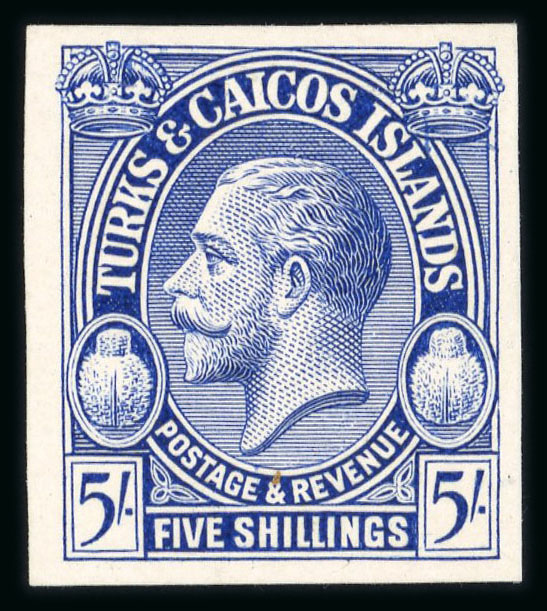 TURKS & CAICOS ISLANDS
POSTAGE & REVENUE
5/-
5/-
FIVE SHILLINGS